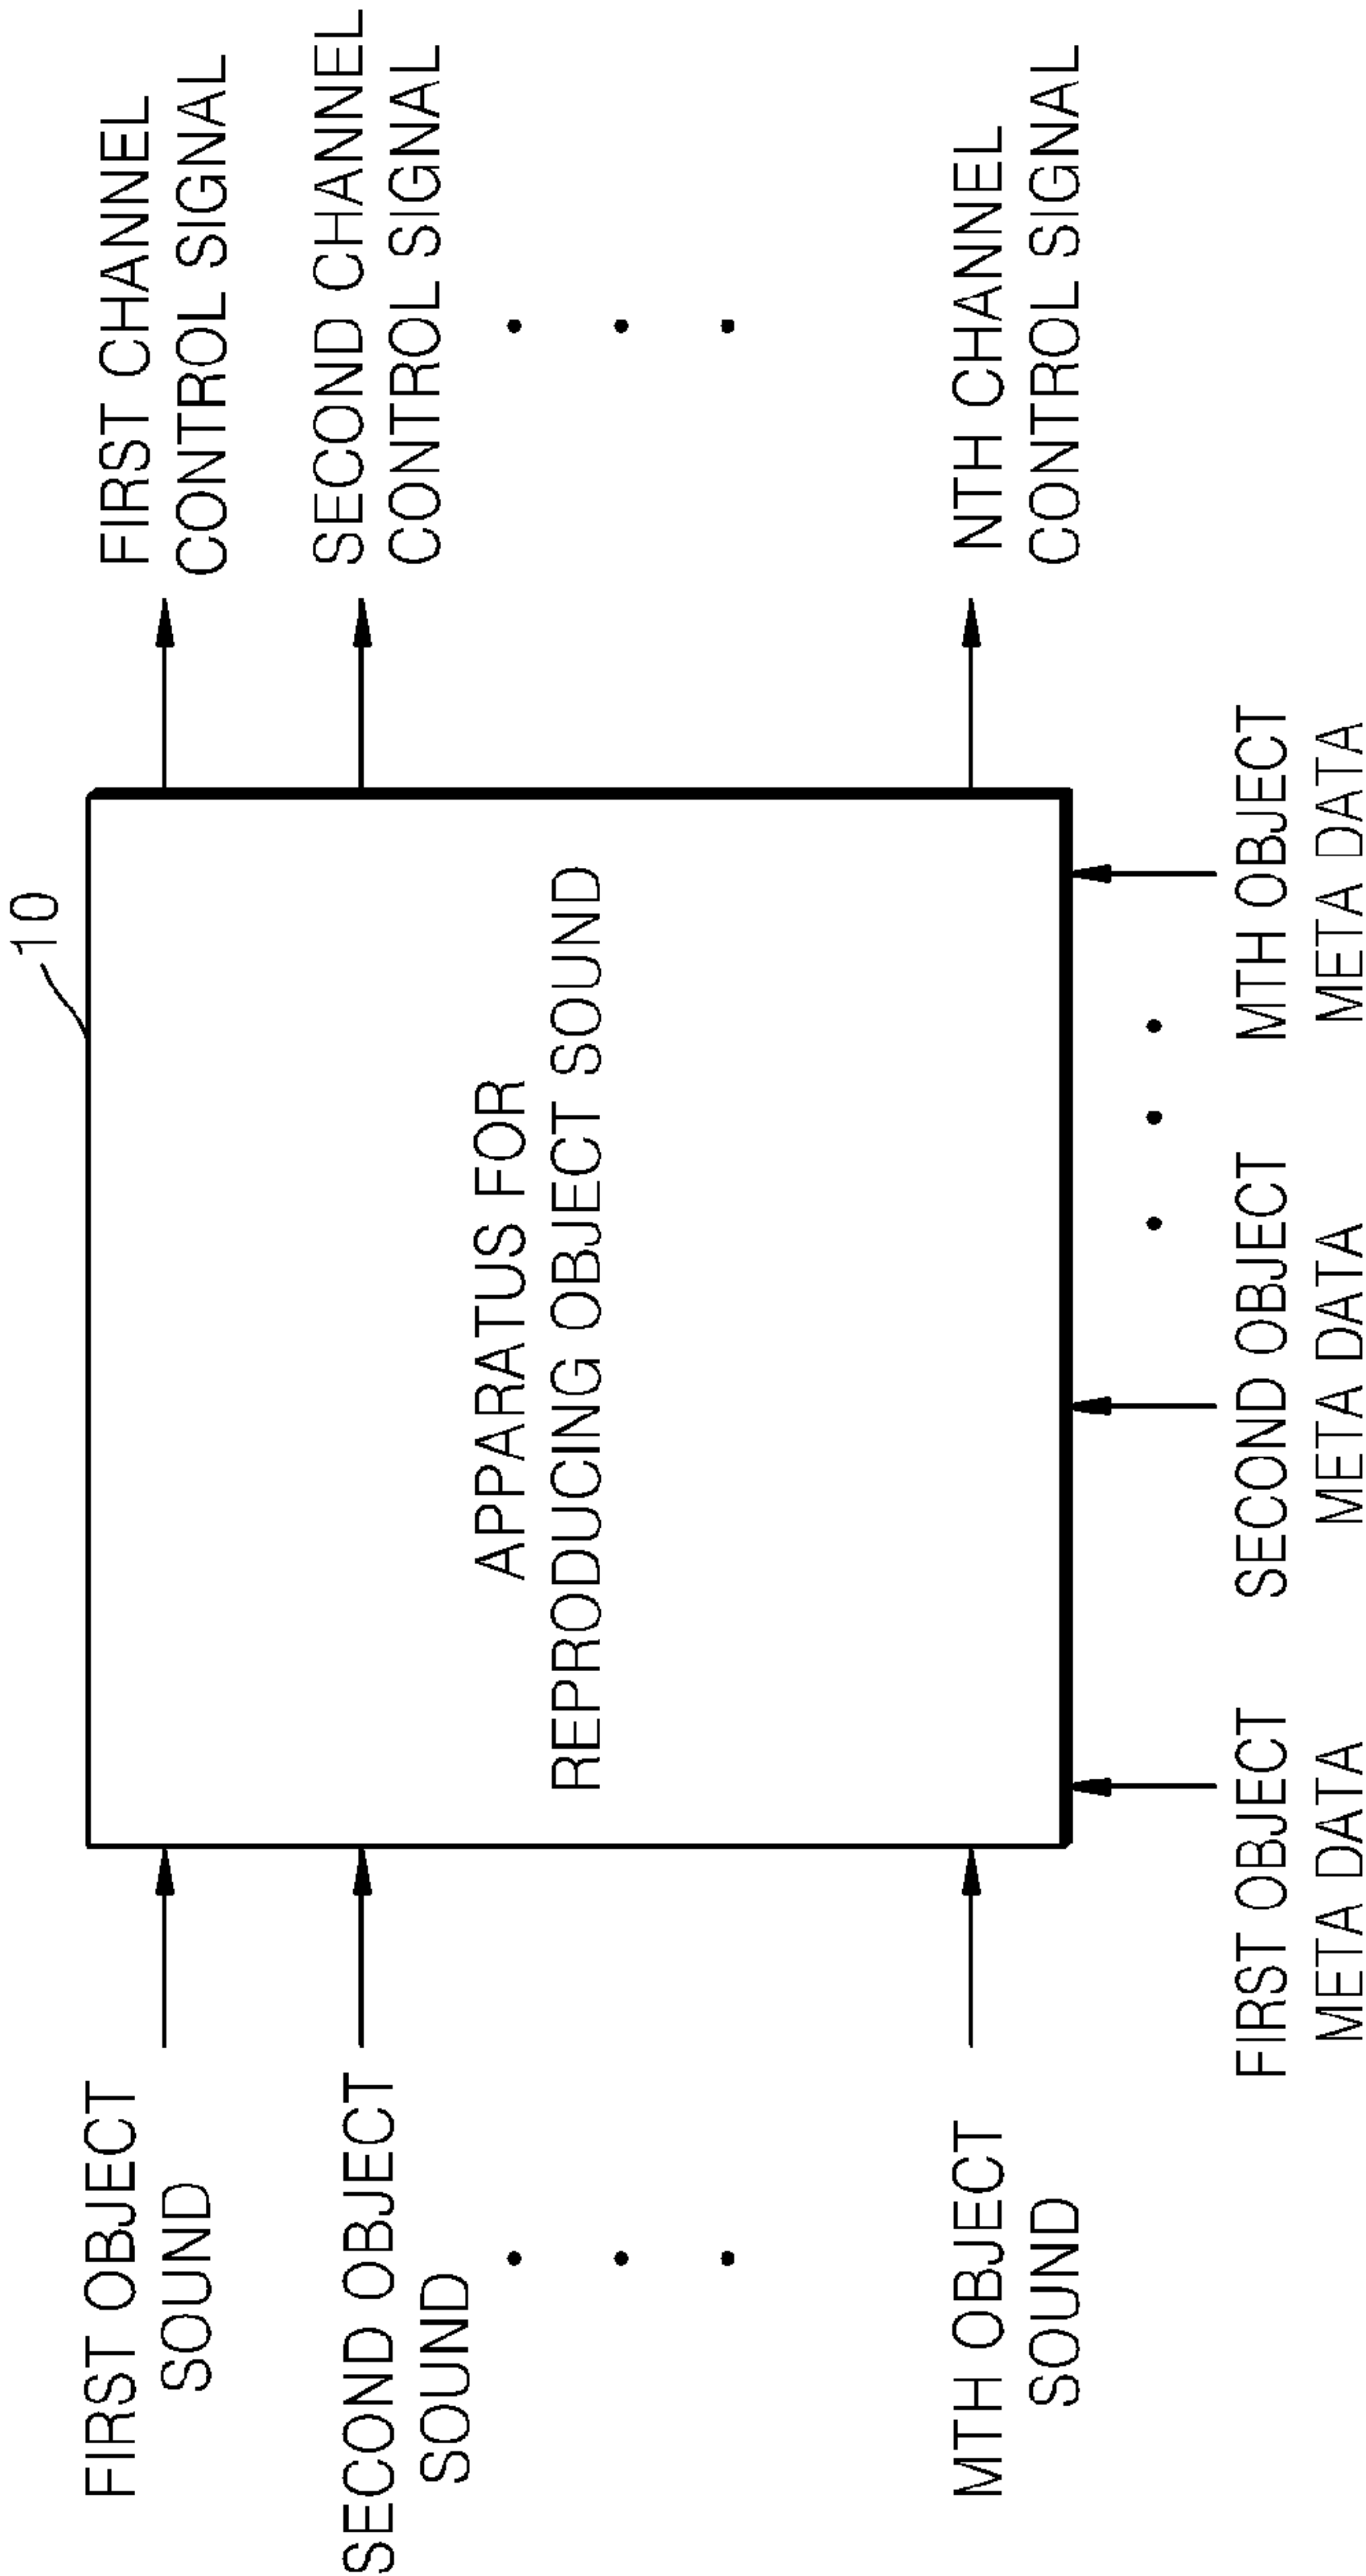 10
FIRST OBJECT
SOUND
SECOND OBJECT
SOUND
MTH OBJECT
SOUND
APPARATUS FOR
REPRODUCING OBJECT SOUND
FIRST CHANNEL
CONTROL SIGNAL
SECOND CHANNEL
CONTROL SIGNAL
NTH CHANNEL
CONTROL SIGNAL
FIRST OBJECT
META DATA
SECOND OBJECT
META DATA
MTH OBJECT
META DATA